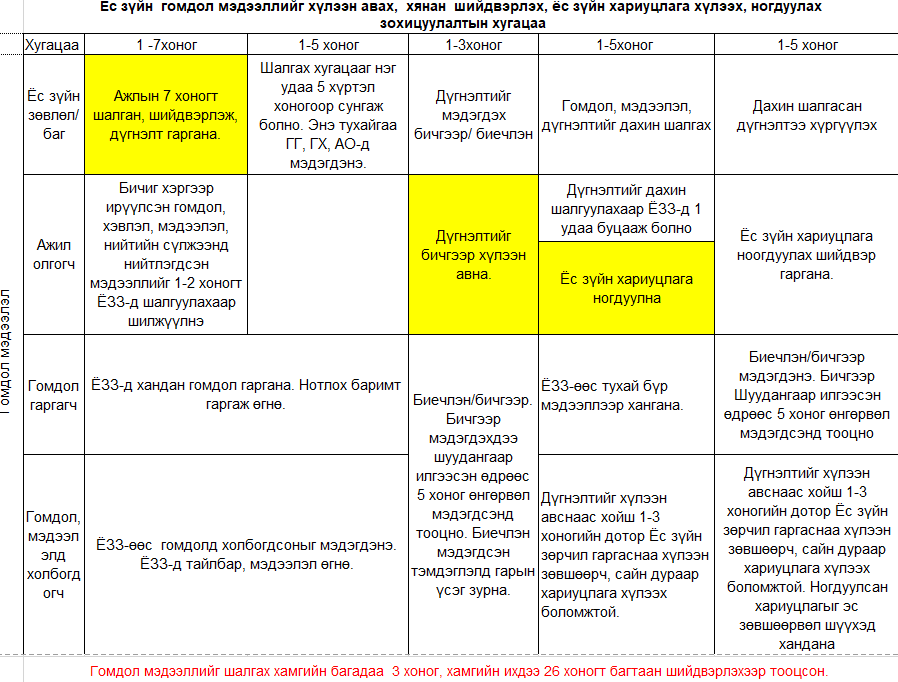 Ёс зүйн гомдол мэдээллийг хүлээн авах, хянан шийдвэрлэх, ёс зүйн хариуцлага хүлээх, ногдуулах
зохицуулалтын хугацаа
Хугацаа
1 -7хоног
1-5 хоног
1-3хоног
1-5хоног
1-5 хоног
Гомдол мэдээлэл
Ёс зүйн
зөвлөл/
баг
Ажлын 7 хоногт
шалган, шийдвэрлэж,
дүгнэлт гаргана.
Шалгах хугацааг нэг
удаа 5 хүртэл
хоногоор сунгаж
болно. Энэ тухайгаа
ГГ, ГХ, АО-д
мэдэгдэнэ.
Дүгнэлтийг
мэдэгдэх
бичгээр/ биечлэн
Гомдол, мэдээлэл,
дүгнэлтийг дахин шалгах
Дахин шалгасан
дүгнэлтээ хүргүүлэх
Ажил
олгогч
Бичиг хэргээр
ирүүлсэн гомдол,
хэвлэл, мэдээлэл,
нийтийн сүлжээнд
нийтлэгдсэн
мэдээллийг 1-2 хоногт
ЁЗЗ-д шалгуулахаар
шилжүүлнэ
Дүгнэлтийг
бичгээр хүлээн
авна.
Дүгнэлтийг дахин
шалгуулахаар ЁЗЗ-д 1
удаа буцааж болно
Ёс зүйн хариуцлага
ногдуулна
Ёс зүйн хариуцлага
ноогдуулах шийдвэр
гаргана.
Гомдол
гаргагч
ЁЗЗ-д хандан гомдол гаргана. Нотлох баримт
гаргаж өгнө.
Биечлэн/бичгээр.
Бичгээр
мэдэгдэхдээ
шуудангаар
илгээсэн өдрөөс
5 хоног өнгөрвөл
мэдэгдсэнд
тооцно. Биечлэн
мэдэгдсэн
тэмдэглэлд гарын
үсэг зурна.
ЁЗЗ-өөс тухай бүр
мэдээллээр хангана.
Биечлэн/бичгээр
мэдэгдэнэ. Бичгээр
Шуудангаар илгээсэн
өдрөөс 5 хоног өнгөрвөл
мэдэгдсэнд тооцно
Гомдол,
мэдээл
элд
холбогд
огч
ЁЗЗ-өөс гомдолд холбогдсоныг мэдэгдэнэ.
ЁЗЗ-д тайлбар, мэдээлэл өгнө.
Дүгнэлтийг хүлээн
авснаас хойш 1-3
хоногийн дотор Ёс зүйн
зөрчил гаргаснаа хүлээн
зөвшөөрч, сайн дураар
хариуцлага хүлээх
боломжтой.
Дүгнэлтийг хүлээн
авснаас хойш 1-3
хоногийн дотор Ёс зүйн
зөрчил гаргаснаа хүлээн
зөвшөөрч, сайн дураар
хариуцлага хүлээх
боломжтой. Ногдуулсан
хариуцлагыг эс
зөвшөөрвөл шүүхэд
хандана
Гомдол мэдээллийг шалгах хамгийн багадаа 3 хоног, хамгийн ихдээ 26 хоногт багтаан шийдвэрлэхээр тооцсон.